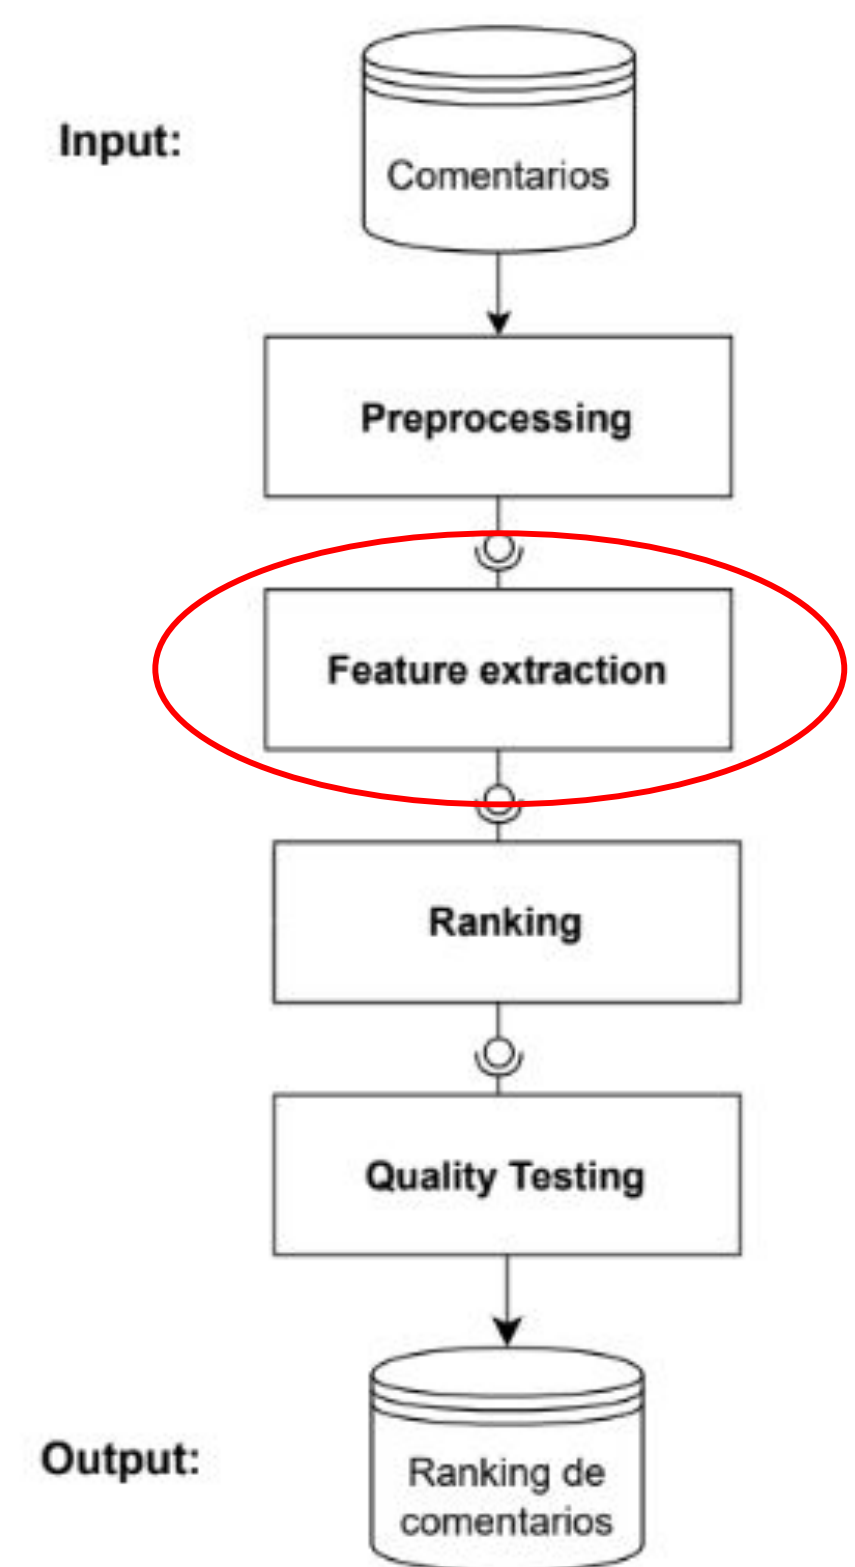 Input:
Comentarios
Preprocessing
Feature extraction
Ranking
Quality Testing
Output:
Ranking de
comentarios